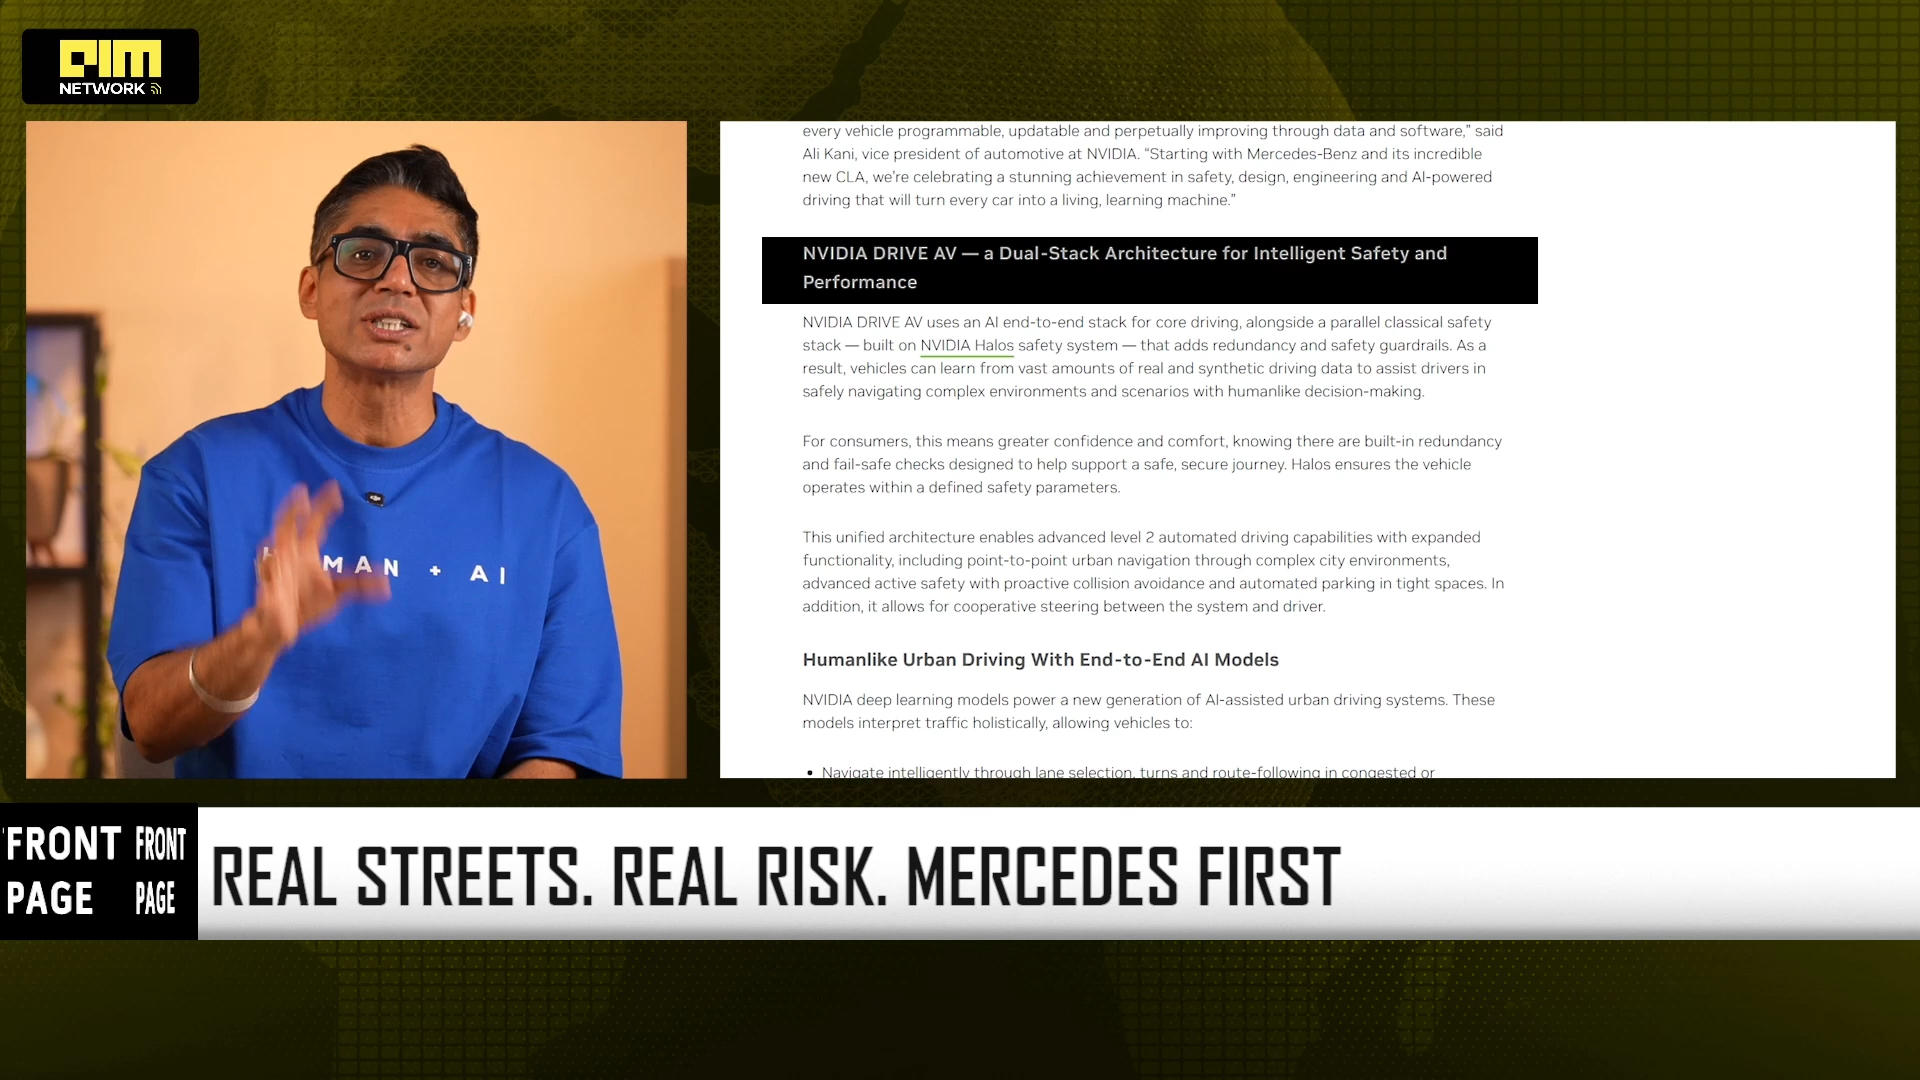 AIM
NETWORK
every vehicle programmable, updatable and perpetually improving through data and software,” said
Ali Kani, vice president of automotive at NVIDIA. “Starting with Mercedes-Benz and its incredible
new CLA, we’re celebrating a stunning achievement in safety, design, engineering and AI-powered
driving that will turn every car into a living, learning machine.”
NVIDIA DRIVE AV — a Dual-Stack Architecture for Intelligent Safety and
Performance
NVIDIA DRIVE AV uses an AI end-to-end stack for core driving, alongside a parallel classical safety
stack — built on NVIDIA Halos safety system — that adds redundancy and safety guardrails. As a
result, vehicles can learn from vast amounts of real and synthetic driving data to assist drivers in
safely navigating complex environments and scenarios with humanlike decision-making.
For consumers, this means greater confidence and comfort, knowing there are built-in redundancy
and fail-safe checks designed to help support a safe, secure journey. Halos ensures the vehicle
operates within a defined safety parameters.
This unified architecture enables advanced level 2 automated driving capabilities with expanded
functionality, including point-to-point urban navigation through complex city environments,
advanced active safety with proactive collision avoidance and automated parking in tight spaces. In
addition, it allows for cooperative steering between the system and driver.
Humanlike Urban Driving With End-to-End AI Models
NVIDIA deep learning models power a new generation of AI-assisted urban driving systems. These
models interpret traffic holistically, allowing vehicles to:
• Navigate intelligently through lane selection, turns and route-following in congested or
MAN + AI
FRONT FRONT
PAGE PAGE
REAL STREETS. REAL RISK. MERCEDES FIRST